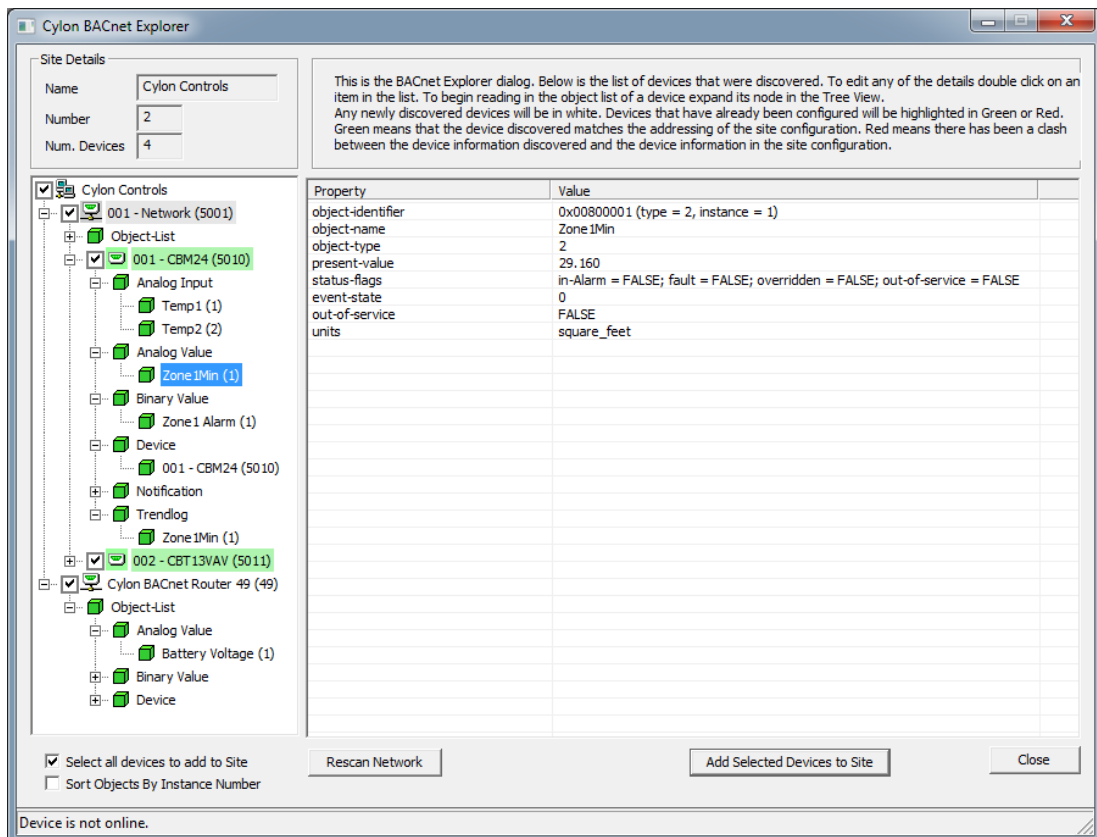 Cylon BACnet Explorer
Site Details
Name Cylon Controls
Number 2
Num. Devices 4
This is the BACnet Explorer dialog. Below is the list of devices that were discovered. To edit any of the details double click on an
item in the list. To begin reading in the object list of a device expand its node in the Tree View.
Any newly discovered devices will be in white. Devices that have already been configured will be highlighted in Green or Red.
Green means that the device discovered matches the addressing of the site configuration. Red means there has been a clash
between the device information discovered and the device information in the site configuration.
Cylon Controls
001 - Network (5001)
Object-List
001 - CBM24 (5010)
Analog Input
Temp1 (1)
Temp2 (2)
Analog Value
Zone1Min (1)
Binary Value
Zone1 Alarm (1)
Device
001 - CBM24 (5010)
Notification
Trendlog
Zone1Min (1)
002 - CBT13VAV (5011)
Cylon BACnet Router 49 (49)
Object-List
Analog Value
Battery Voltage (1)
Binary Value
Device
Property Value
object-identifier 0x00800001 (type = 2, instance = 1)
object-name Zone1Min
object-type 2
present-value 29.160
status-flags in-Alarm = FALSE; fault = FALSE; overridden = FALSE; out-of-service = FALSE
event-state 0
out-of-service FALSE
units square_feet
Select all devices to add to Site
Sort Objects By Instance Number
Rescan Network
Add Selected Devices to Site
Close
Device is not online.